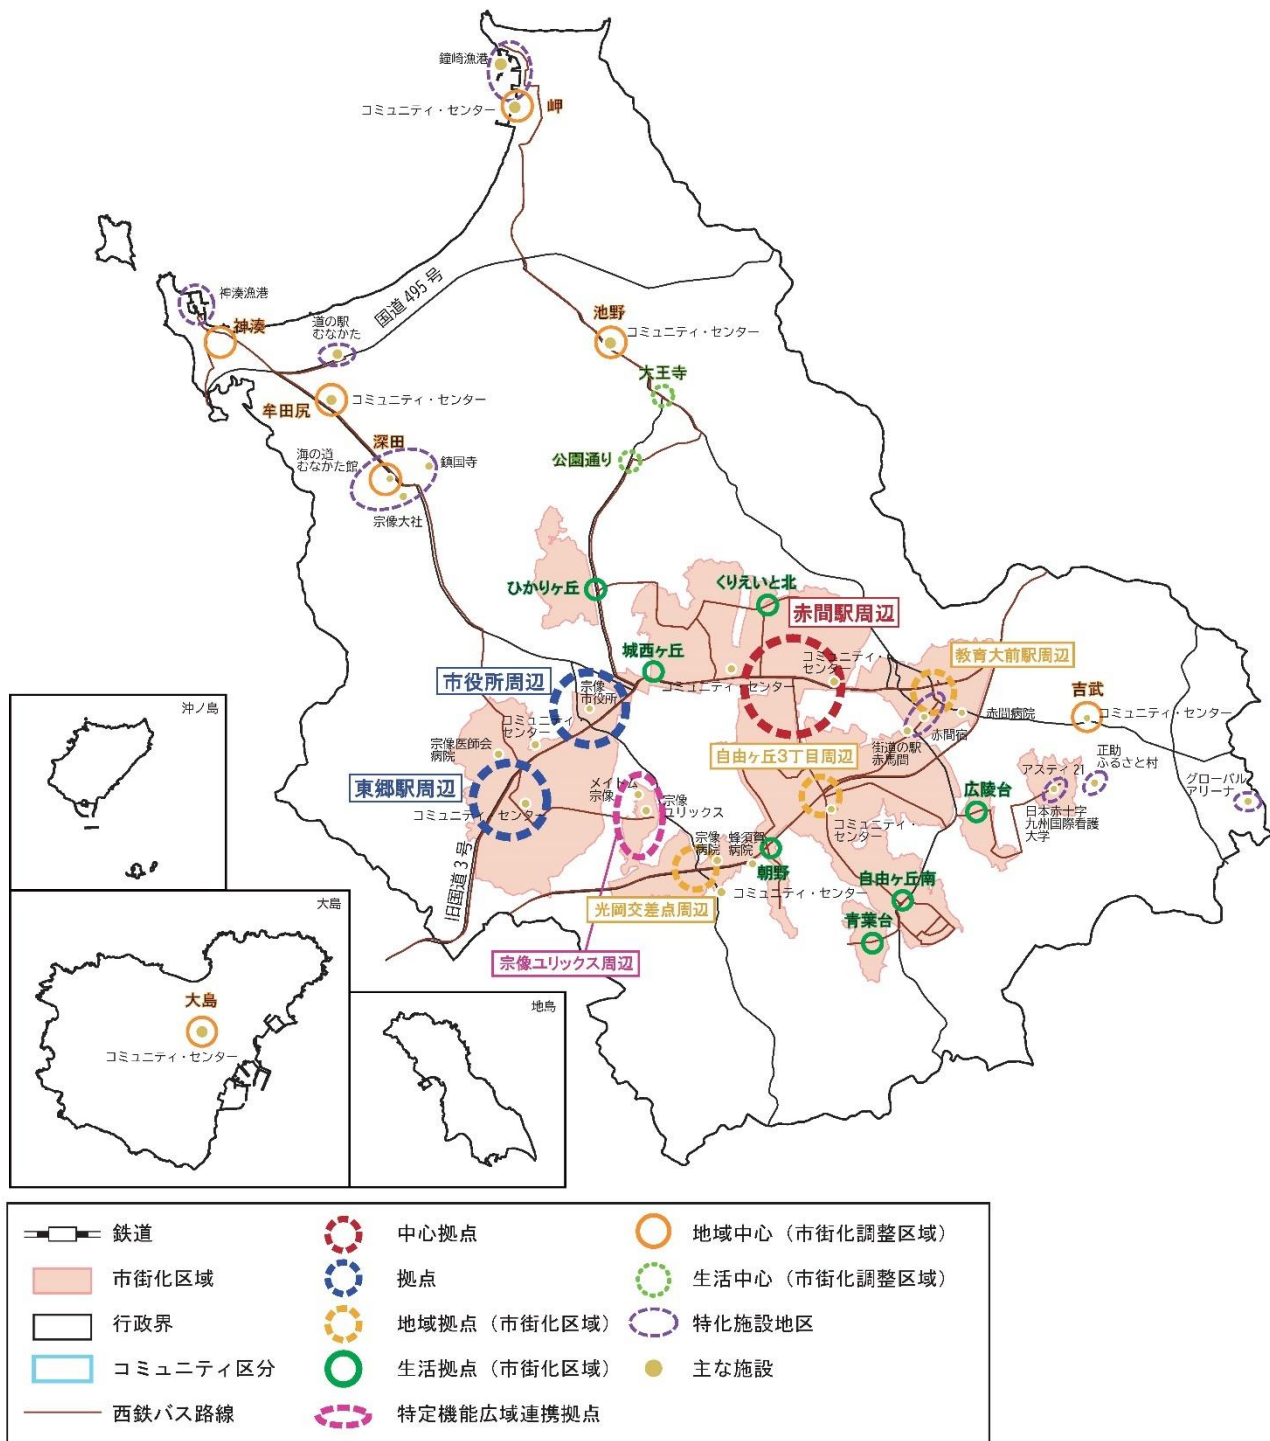 鐘崎漁港
コミュニティ・センター
岬
神湊漁港
神湊
道の駅
むなかた
国道495号
池野
コミュニティ・センター
大王寺
牟田尻
コミュニティ・センター
深田
海の道
むなかた館
鎮国寺
宗像大社
公園通り
ひかりヶ丘
くりえいと北
赤間駅周辺
城西ヶ丘
コミュニティ・センター
コミュニティ・
センター
教育大前駅周辺
市役所周辺
宗像
市役所
吉武
コミュニティ・センター
赤間病院
赤間宿
街道の駅
赤馬間
自由ヶ丘3丁目周辺
コミュニティ
センター
宗像医師会
病院
東郷駅周辺
コミュニティ・センター
メイトム
宗像
宗像
ユリックス
アスティ21
正助
ふるさと村
グローバル
アリーナ
日本赤十字
九州国際看護
大学
広陵台
コミュニティ・
センター
宗像
病院
蜂須賀
病院
朝野
コミュニティ・センター
自由ヶ丘南
青葉台
光岡交差点周辺
宗像ユリックス周辺
旧国道3号
沖ノ島
大島
大島
コミュニティ・センター
地島
鉄道
市街化区域
行政界
コミュニティ区分
西鉄バス路線
中心拠点
拠点
地域拠点（市街化区域）
生活拠点（市街化区域）
特定機能広域連携拠点
地域中心（市街化調整区域）
生活中心（市街化調整区域）
特化施設地区
主な施設